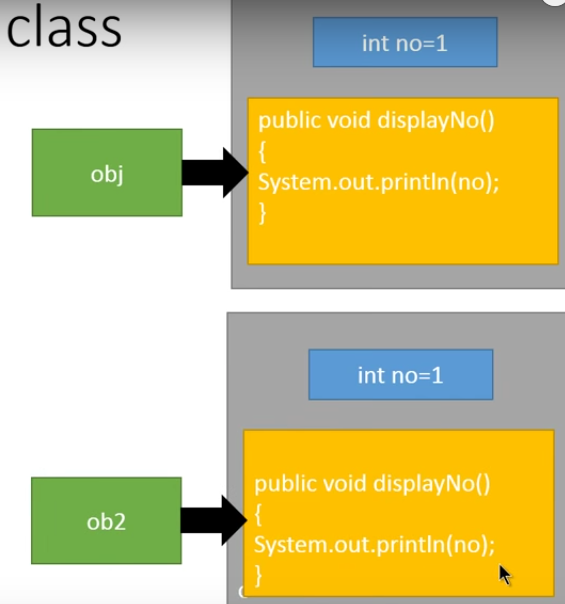 class
int no=1
public void displayNo()
{
System.out.println(no);
}
obj
int no=1
public void displayNo()
{
System.out.println(no);
}
ob2